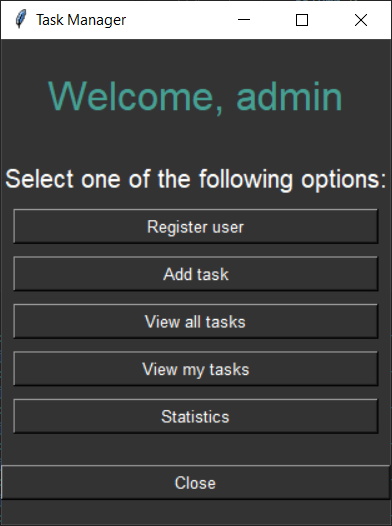 Task Manager
Welcome, admin
Select one of the following options:
Register user
Add task
View all tasks
View my tasks
Statistics
Close